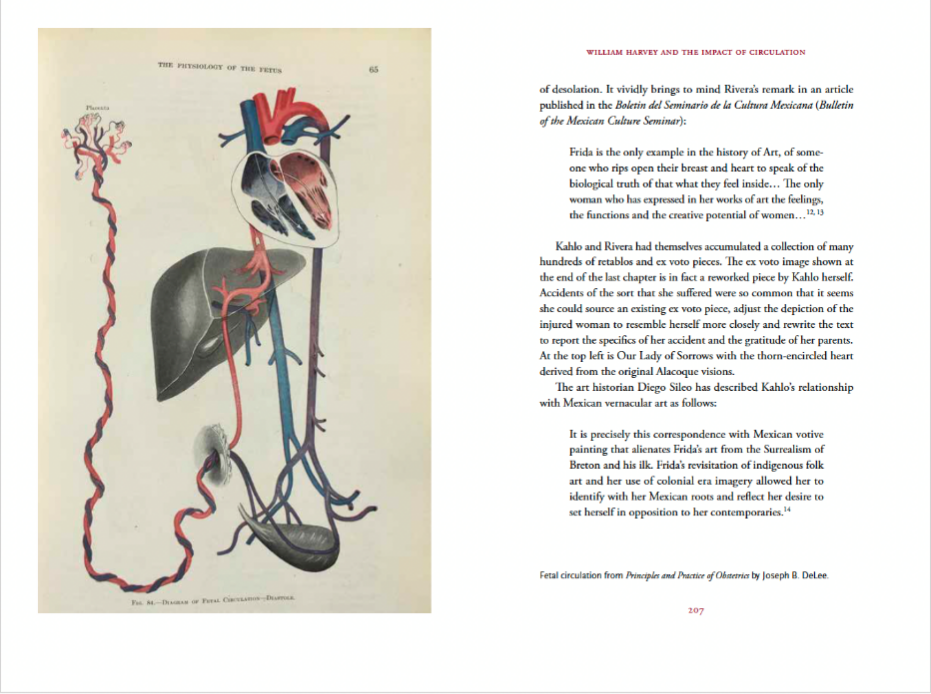 THE PHYSIOLOGY OF THE FETUS
65
Placenta
FIG. 84.—DIAGRAM OF FETAL CIRCULATION—DIASTOLE.
WILLIAM HARVEY AND THE IMPACT OF CIRCULATION
of desolation. It vividly brings to mind Rivera's remark in an article
published in the Boletin del Seminario de la Cultura Mexicana (Bulletin
of the Mexican Culture Seminar):
Frida is the only example in the history of Art, of some-
one who rips open their breast and heart to speak of the
biological truth of that what they feel inside… The only
woman who has expressed in her works of art the feelings,
the functions and the creative potential of women…12, 13
Kahlo and Rivera had themselves accumulated a collection of many
hundreds of retablos and ex voto pieces. The ex voto image shown at
the end of the last chapter is in fact a reworked piece by Kahlo herself.
Accidents of the sort that she suffered were so common that it seems
she could source an existing ex voto piece, adjust the depiction of the
injured woman to resemble herself more closely and rewrite the text
to report the specifics of her accident and the gratitude of her parents.
At the top left is Our Lady of Sorrows with the thorn-encircled heart
derived from the original Alacoque visions.
The art historian Diego Sileo has described Kahlo's relationship
with Mexican vernacular art as follows:
It is precisely this correspondence with Mexican votive
painting that alienates Frida's art from the Surrealism of
Breton and his ilk. Frida's revisitation of indigenous folk
art and her use of colonial era imagery allowed her to
identify with her Mexican roots and reflect her desire to
set herself in opposition to her contemporaries.14
Fetal circulation from Principles and Practice of Obstetrics by Joseph B. DeLee.
207